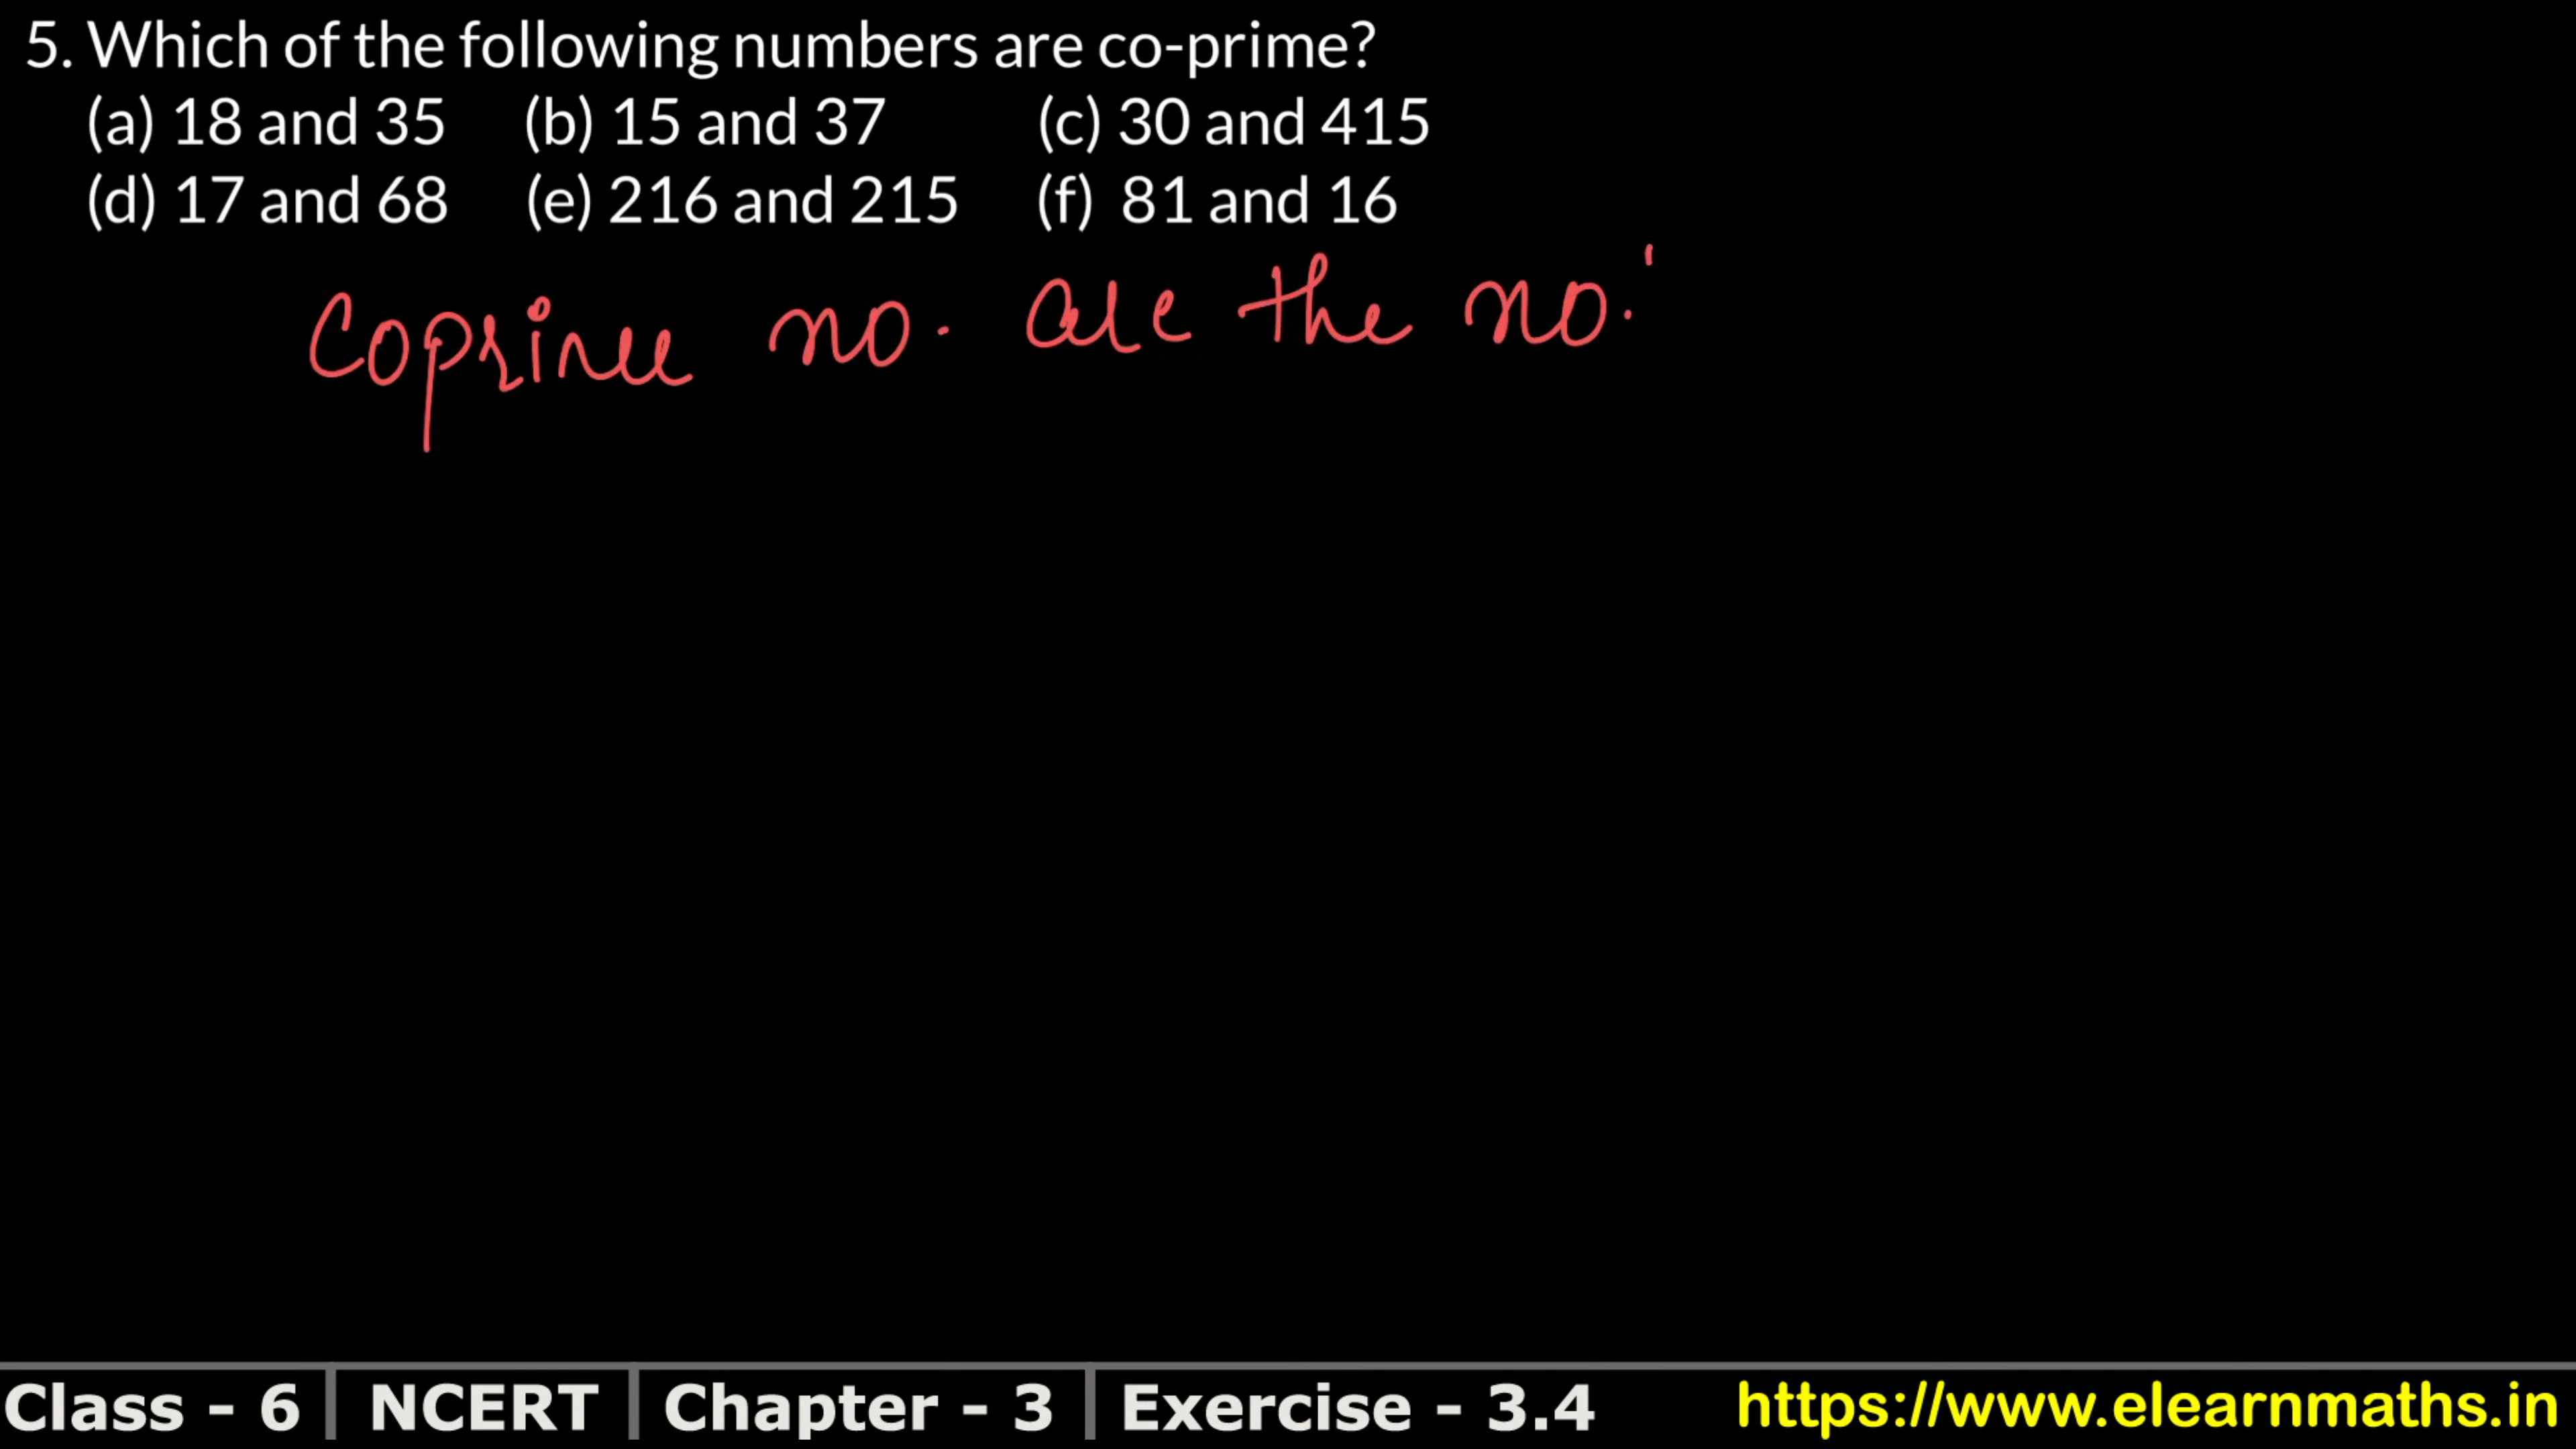 5. Which of the following numbers are co-prime?
(a) 18 and 35 (b) 15 and 37 (c) 30 and 415
(d) 17 and 68 (e) 216 and 215 (f) 81 and 16
Coprime no. are the no.'
Class - 6 | NCERT | Chapter - 3 | Exercise - 3.4 https://www.elearnmaths.in